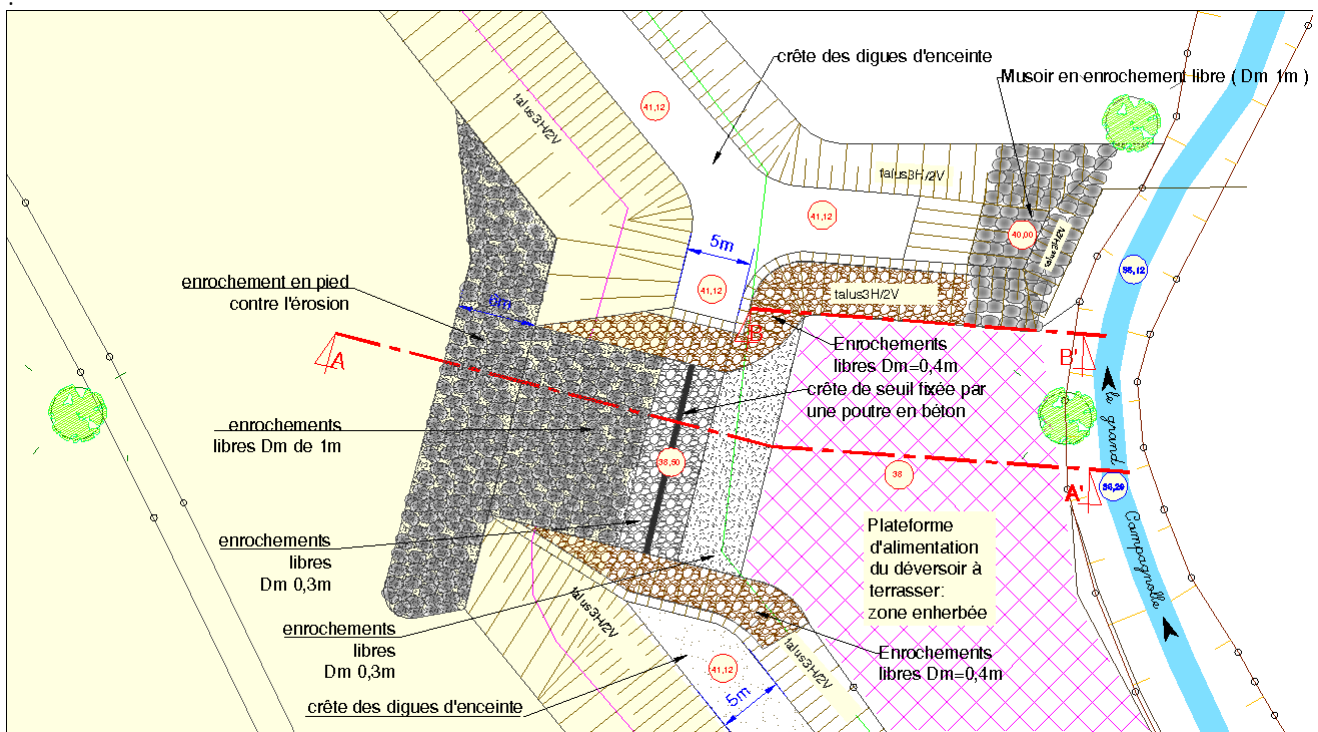 crête des digues d'enceinte
Musoir en enrochement libre ( Dm 1m )
talus3H/2V
41,12
talus3H/2V
41,12
40,00
talus3H/2V
5m
41,12
talus3H/2V
enrochement en pied
contre l'érosion
6m
A
B
Enrochements
libres Dm=0,4m
B'
crête de seuil fixée par
une poutre en béton
enrochements
libres Dm de 1m
38,50
38
A'
le grand
Campagnolle
Plateforme
d'alimentation
du déversoir à
terrasser:
zone enherbée
enrochements
libres
Dm 0,3m
enrochements
libres
Dm 0,3m
talus3H/2V
41,12
5m
talus3H/2V
Enrochements
libres Dm=0,4m
crête des digues d'enceinte